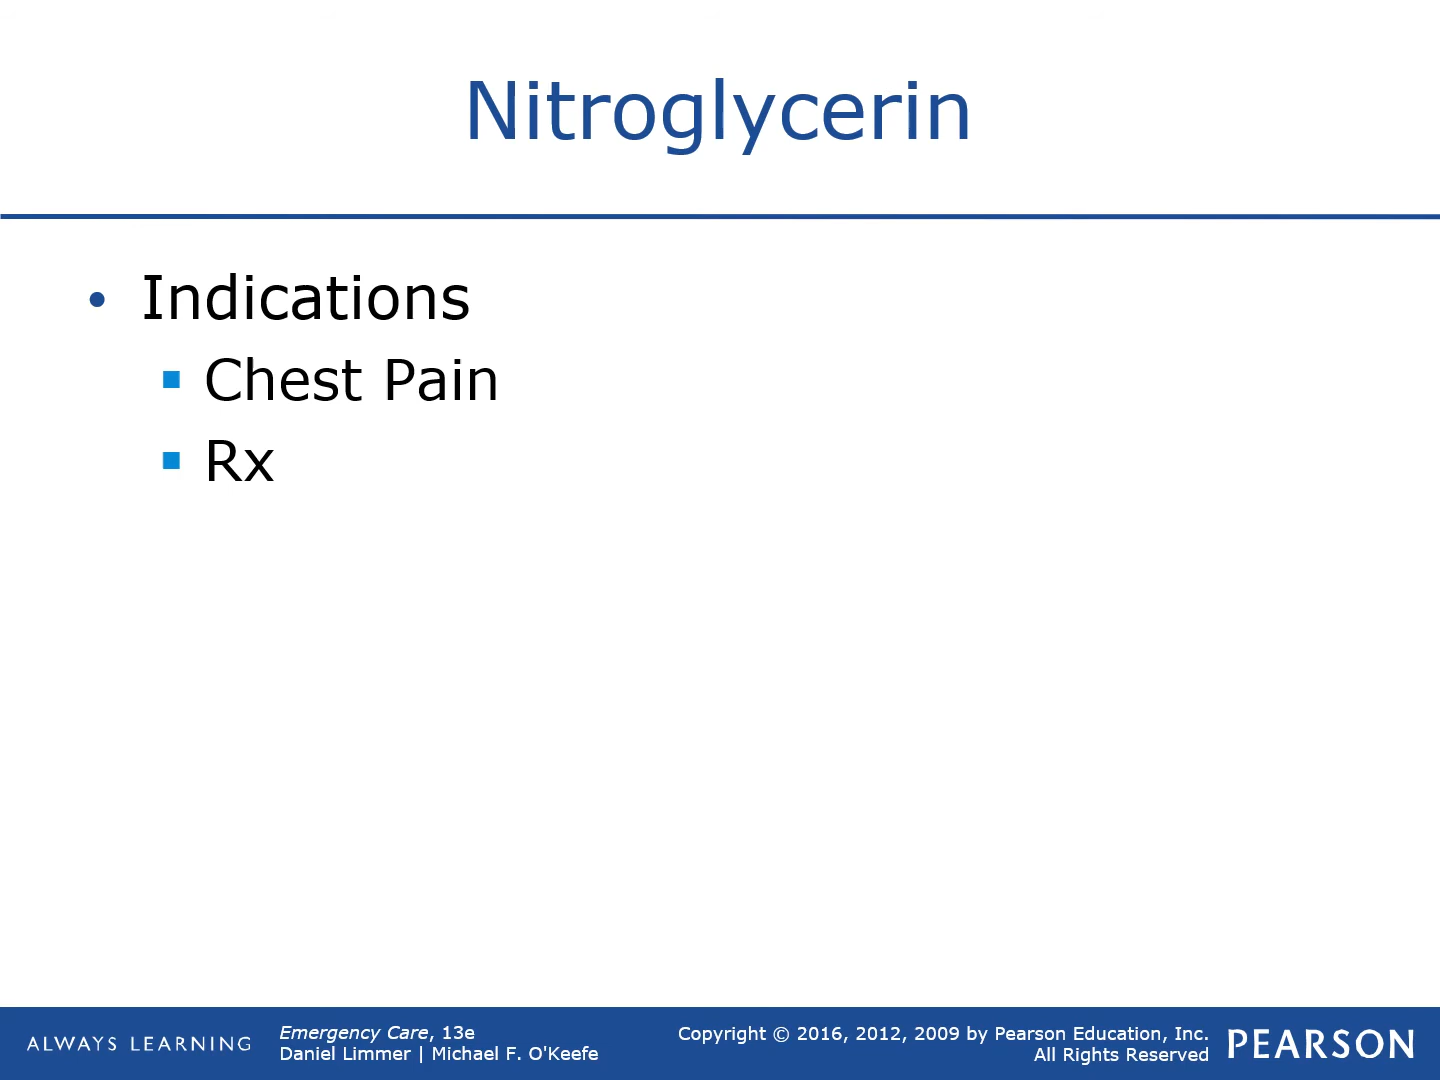 Nitroglycerin
• Indications
▪ Chest Pain
▪ Rx
ALWAYS LEARNING
Emergency Care, 13e
Daniel Limmer | Michael F. O'Keefe
Copyright © 2016, 2012, 2009 by Pearson Education, Inc.
All Rights Reserved
PEARSON